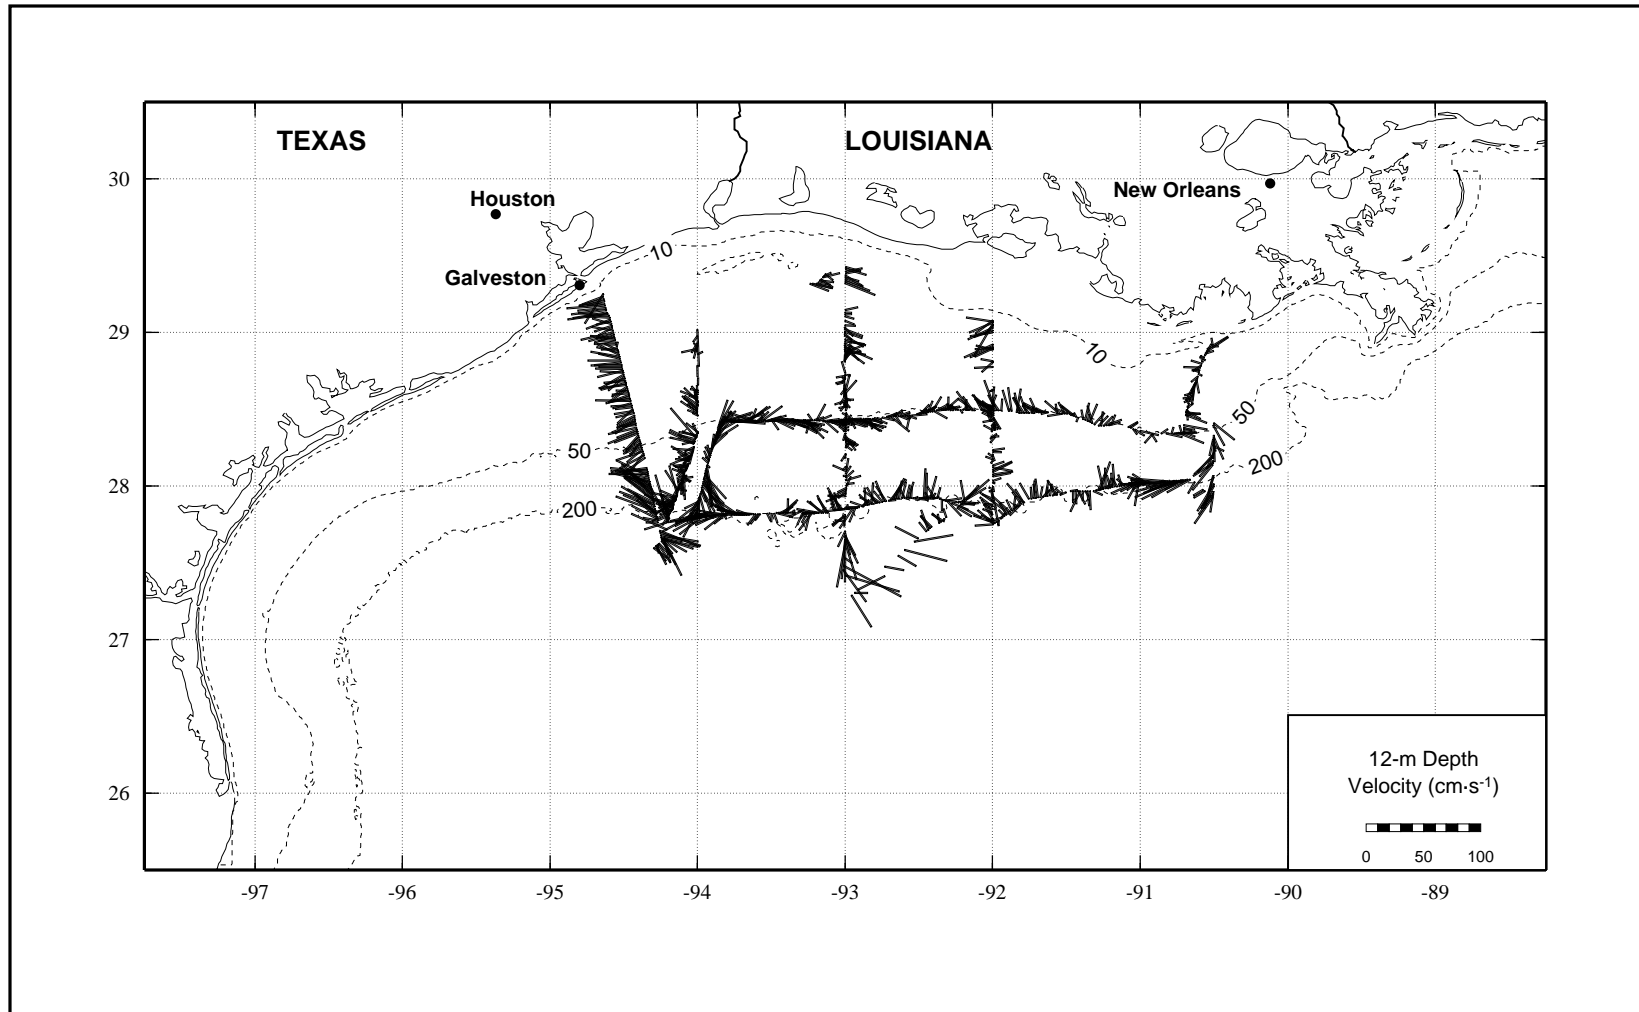 TEXAS
LOUISIANA
30
New Orleans
Houston
10
Galveston
29
10
50
50
200
28
200
27
12-m Depth
Velocity (cm·s-1)
26
0 50 100
-97 -96 -95 -94 -93 -92 -91 -90 -89